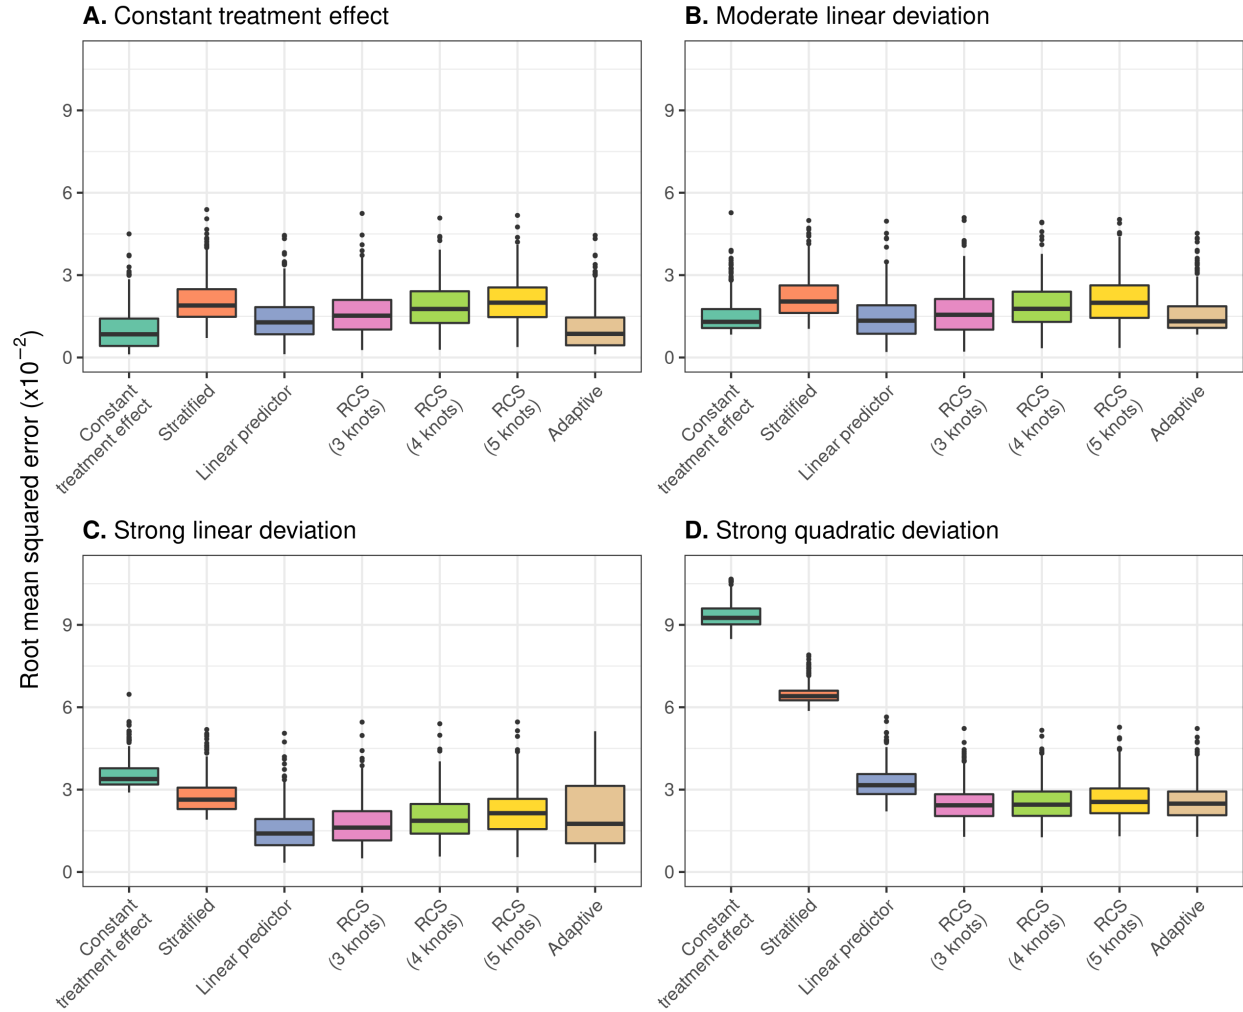 A. Constant treatment effect
B. Moderate linear deviation
9
6
3
0
Constant
treatment effect
Stratified
Linear predictor
RCS
(3 knots)
RCS
(4 knots)
RCS
(5 knots)
Adaptive
9
6
3
0
Constant
treatment effect
Stratified
Linear predictor
RCS
(3 knots)
RCS
(4 knots)
RCS
(5 knots)
Adaptive
Root mean squared error (x10⁻²)
C. Strong linear deviation
D. Strong quadratic deviation
9
6
3
0
Constant
treatment effect
Stratified
Linear predictor
RCS
(3 knots)
RCS
(4 knots)
RCS
(5 knots)
Adaptive
9
6
3
0
Constant
treatment effect
Stratified
Linear predictor
RCS
(3 knots)
RCS
(4 knots)
RCS
(5 knots)
Adaptive